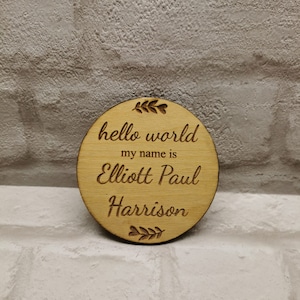 hello world
my name is
Elliott Paul
Harrison